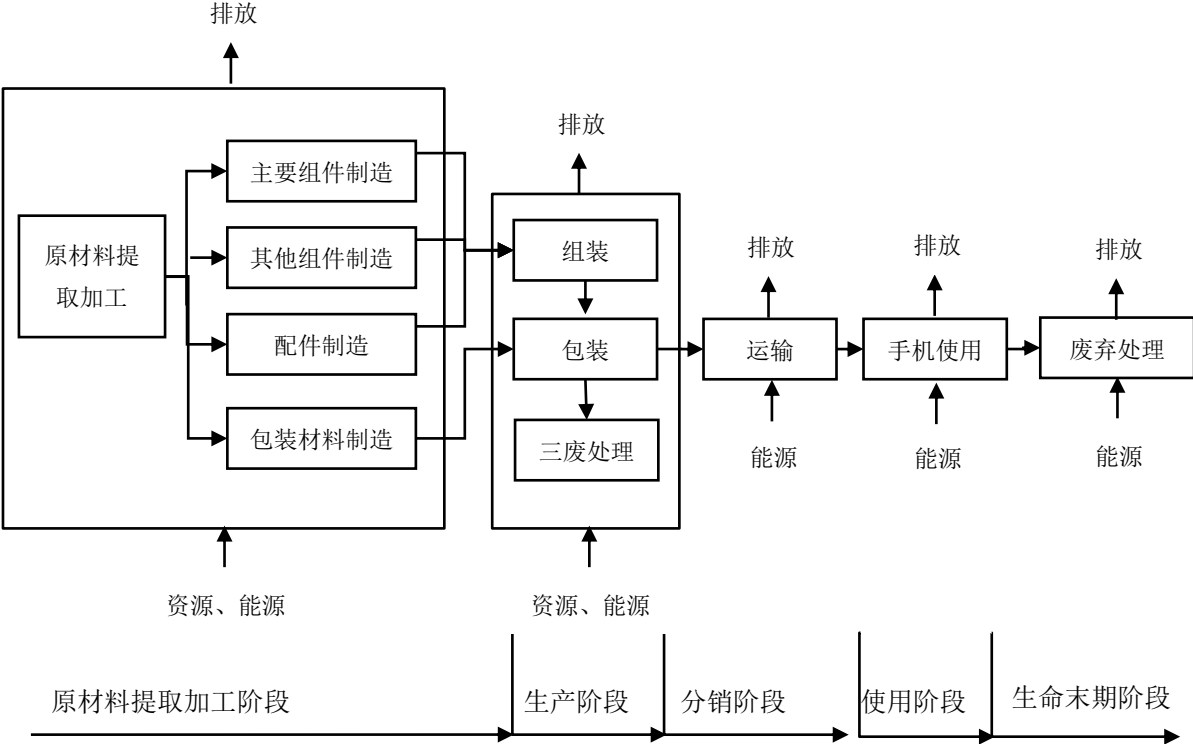 排放
排放
主要组件制造
原材料提
取加工
其他组件制造
配件制造
包装材料制造
组装
包装
三废处理
排放
排放
排放
运输
手机使用
废弃处理
能源
能源
能源
资源、能源
资源、能源
原材料提取加工阶段
生产阶段
分销阶段
使用阶段
生命末期阶段